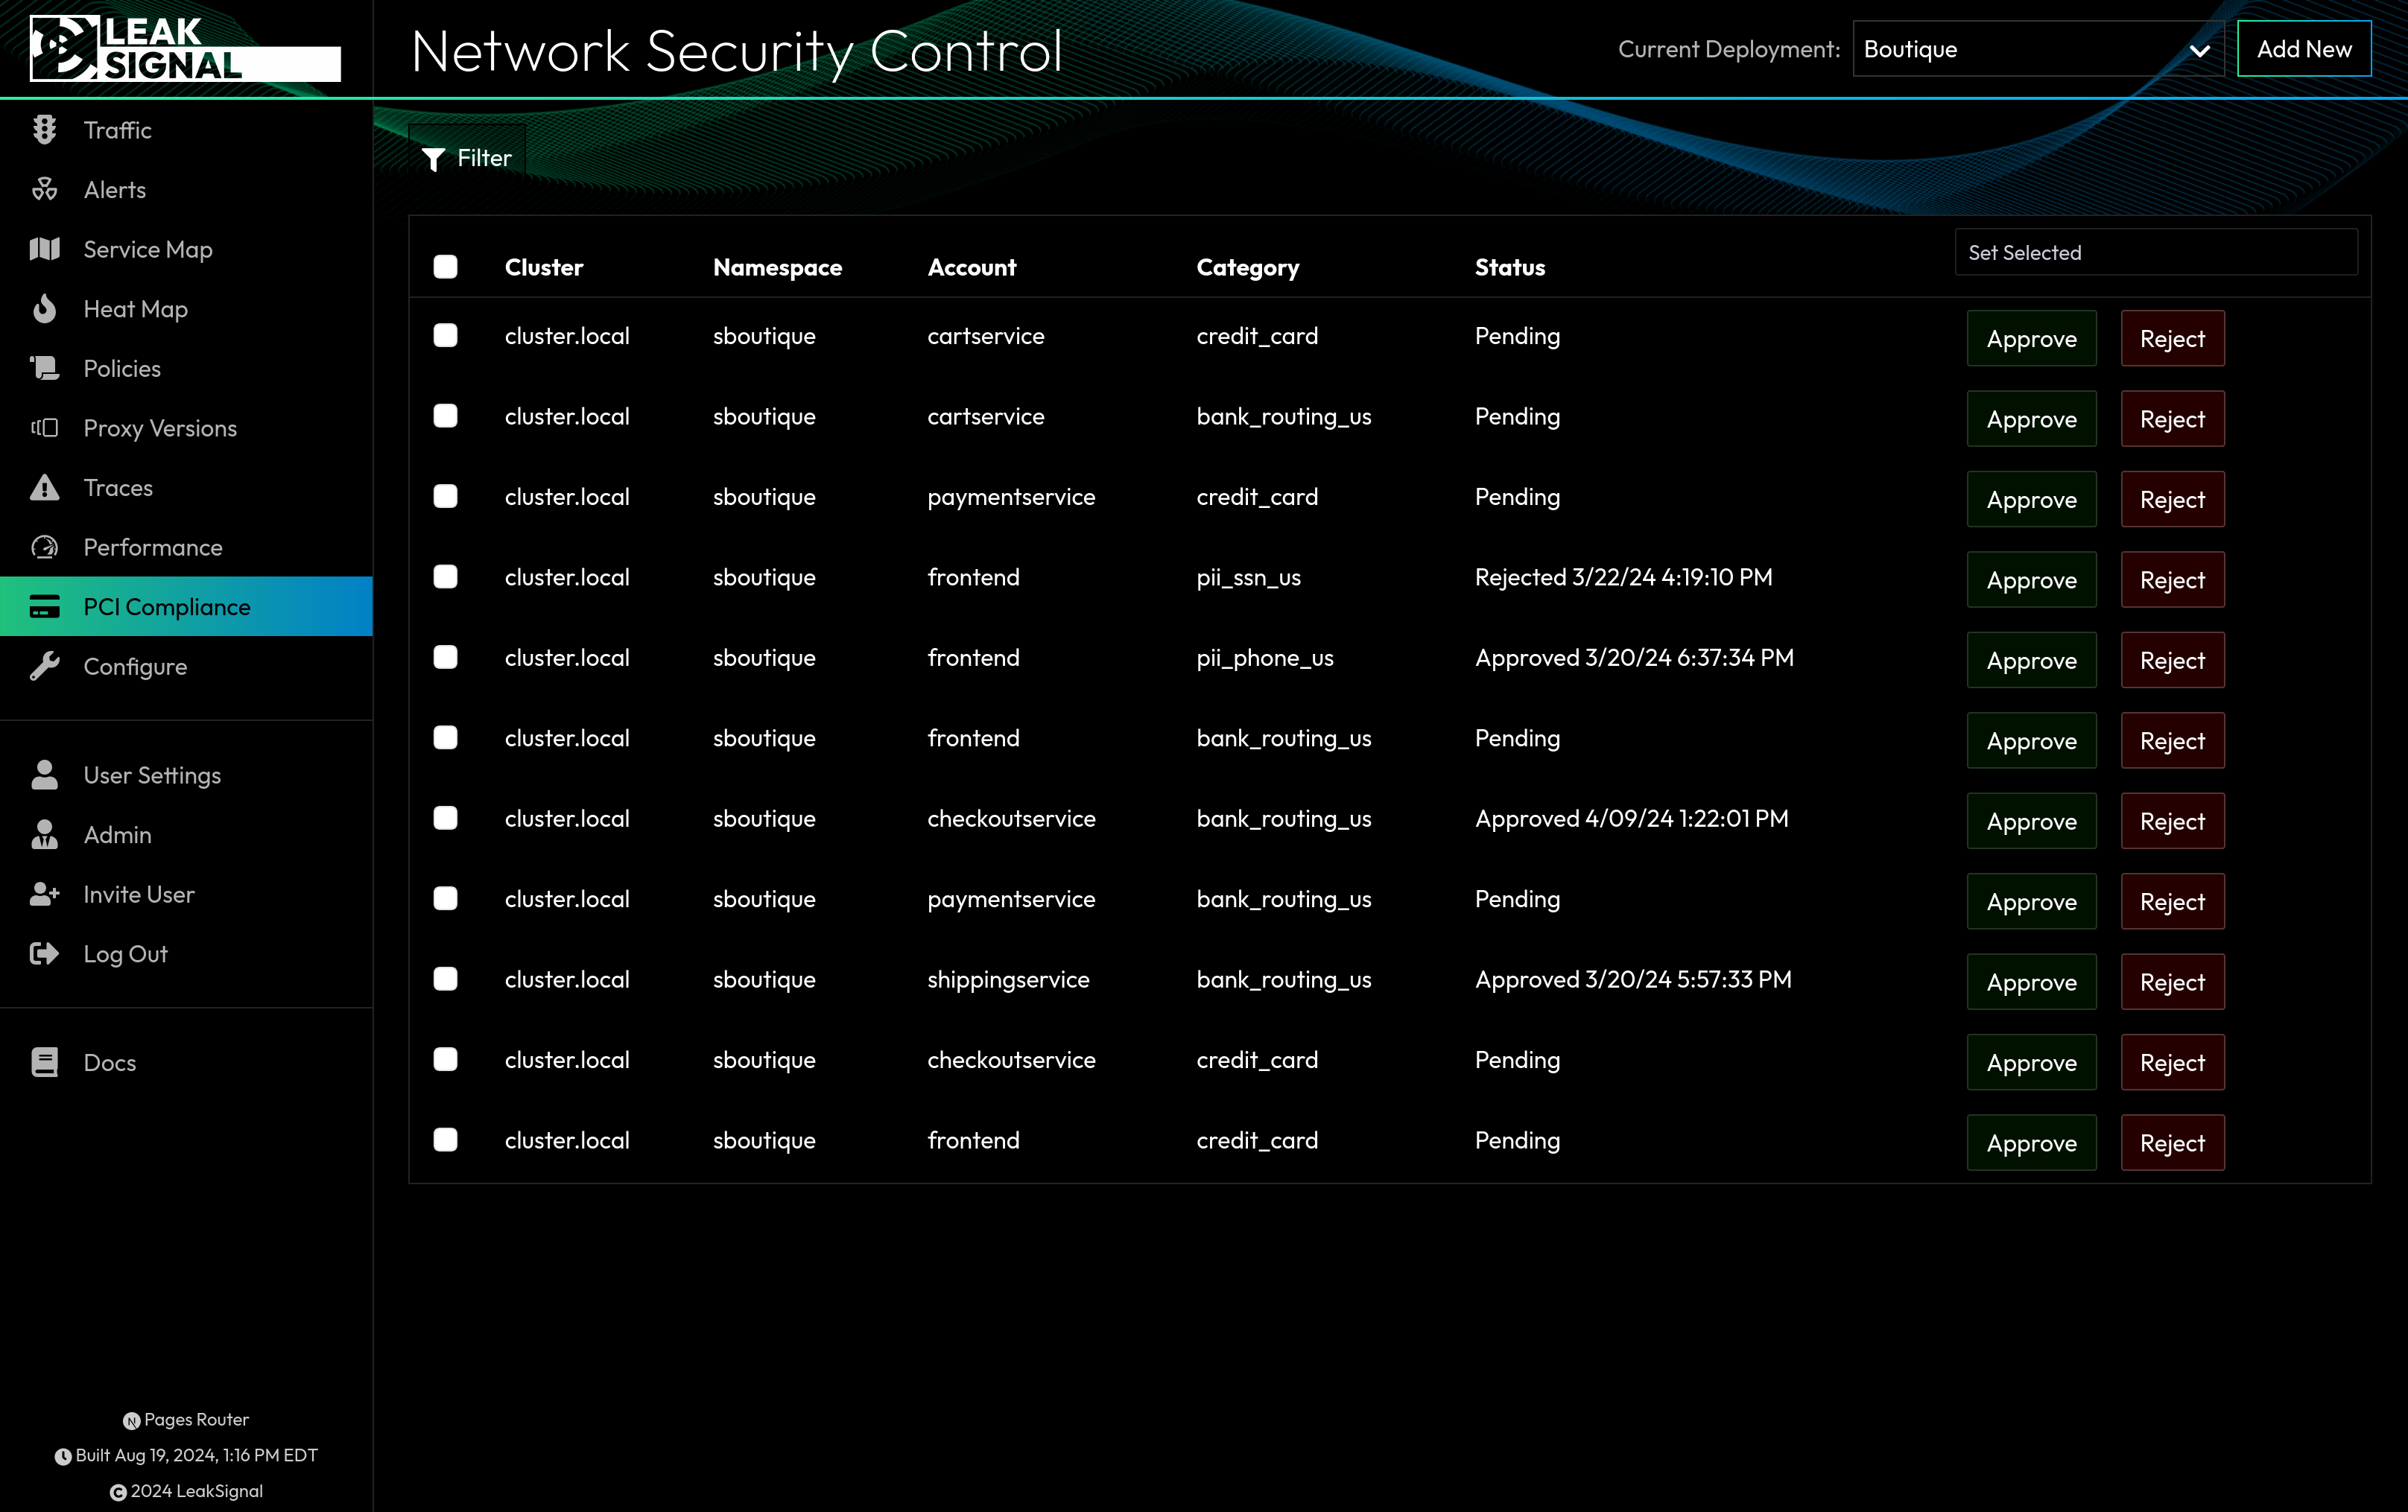 LEAK
SIGNAL
Network Security Control
Current Deployment: Boutique Add New
Traffic
Alerts
Service Map
Heat Map
Policies
Proxy Versions
Traces
Performance
PCI Compliance
Configure
User Settings
Admin
Invite User
Log Out
Docs
Pages Router
Built Aug 19, 2024, 1:16 PM EDT
2024 LeakSignal
Filter
Cluster Namespace Account Category Status Set Selected
cluster.local sboutique cartservice credit_card Pending Approve Reject
cluster.local sboutique cartservice bank_routing_us Pending Approve Reject
cluster.local sboutique paymentservice credit_card Pending Approve Reject
cluster.local sboutique frontend pii_ssn_us Rejected 3/22/24 4:19:10 PM Approve Reject
cluster.local sboutique frontend pii_phone_us Approved 3/20/24 6:37:34 PM Approve Reject
cluster.local sboutique frontend bank_routing_us Pending Approve Reject
cluster.local sboutique checkoutservice bank_routing_us Approved 4/09/24 1:22:01 PM Approve Reject
cluster.local sboutique paymentservice bank_routing_us Pending Approve Reject
cluster.local sboutique shippingservice bank_routing_us Approved 3/20/24 5:57:33 PM Approve Reject
cluster.local sboutique checkoutservice credit_card Pending Approve Reject
cluster.local sboutique frontend credit_card Pending Approve Reject